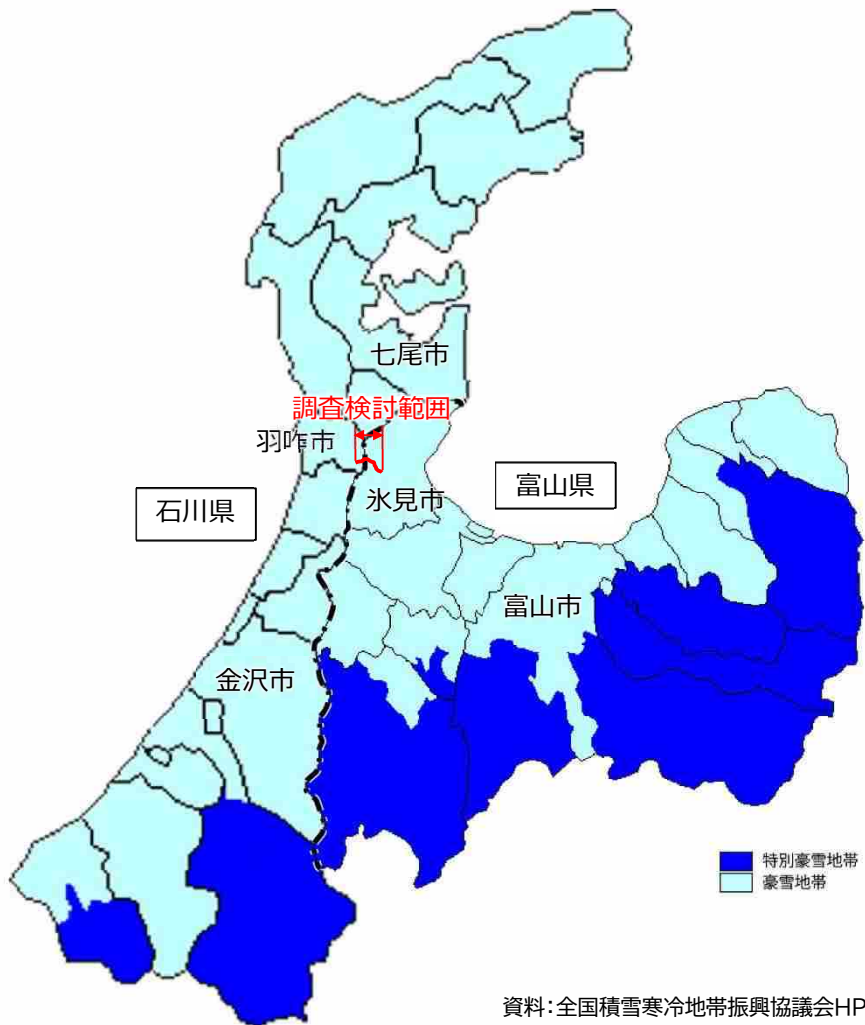 七尾市
調査検討範囲
羽咋市
氷見市
富山県
石川県
富山市
金沢市
特別豪雪地帯
豪雪地帯
資料：全国積雪寒冷地帯振興協議会HP